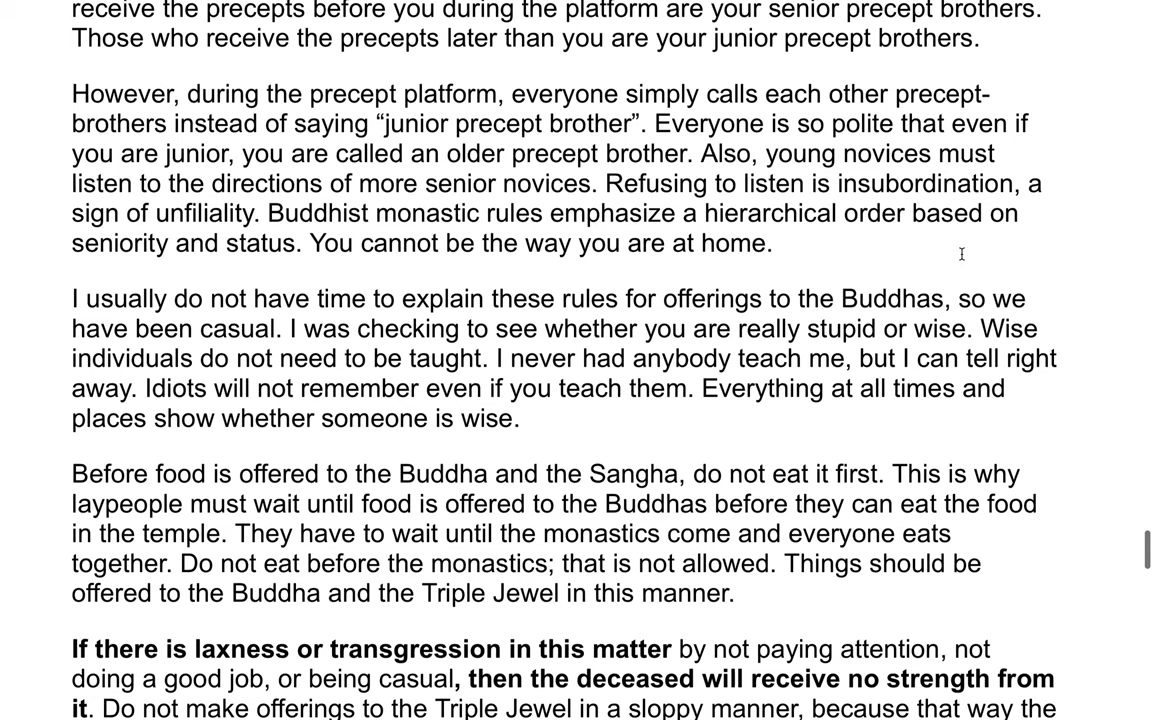 receive the precepts before you during the platform are your senior precept brothers.
Those who receive the precepts later than you are your junior precept brothers.
However, during the precept platform, everyone simply calls each other precept-
brothers instead of saying “junior precept brother”. Everyone is so polite that even if
you are junior, you are called an older precept brother. Also, young novices must
listen to the directions of more senior novices. Refusing to listen is insubordination, a
sign of unfiliality. Buddhist monastic rules emphasize a hierarchical order based on
seniority and status. You cannot be the way you are at home.
I usually do not have time to explain these rules for offerings to the Buddhas, so we
have been casual. I was checking to see whether you are really stupid or wise. Wise
individuals do not need to be taught. I never had anybody teach me, but I can tell right
away. Idiots will not remember even if you teach them. Everything at all times and
places show whether someone is wise.
Before food is offered to the Buddha and the Sangha, do not eat it first. This is why
laypeople must wait until food is offered to the Buddhas before they can eat the food
in the temple. They have to wait until the monastics come and everyone eats
together. Do not eat before the monastics; that is not allowed. Things should be
offered to the Buddha and the Triple Jewel in this manner.
If there is laxness or transgression in this matter by not paying attention, not
doing a good job, or being casual, then the deceased will receive no strength from
it. Do not make offerings to the Triple Jewel in a sloppy manner, because that way the